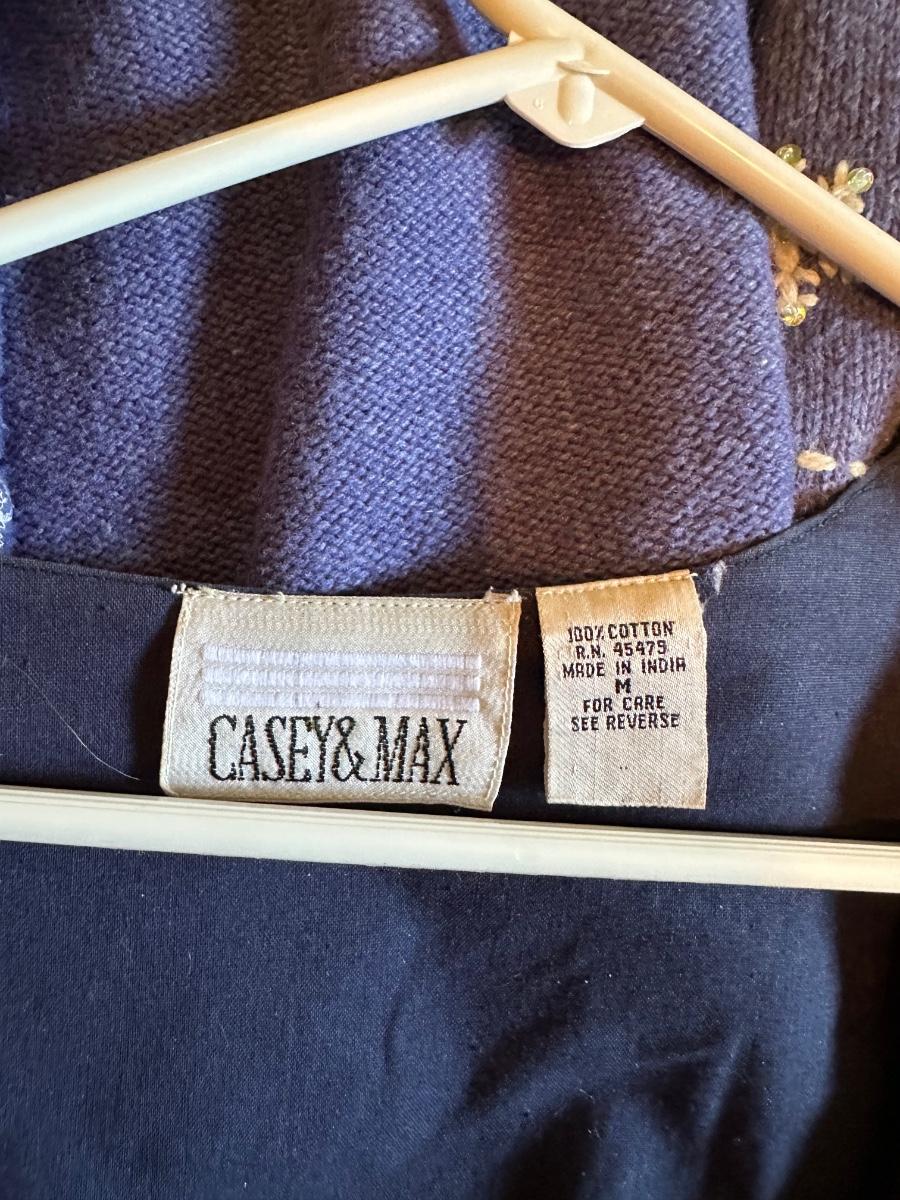 CASEY&MAX
100% COTTON
R.N. 45479
MADE IN INDIA
M
FOR CARE
SEE REVERSE